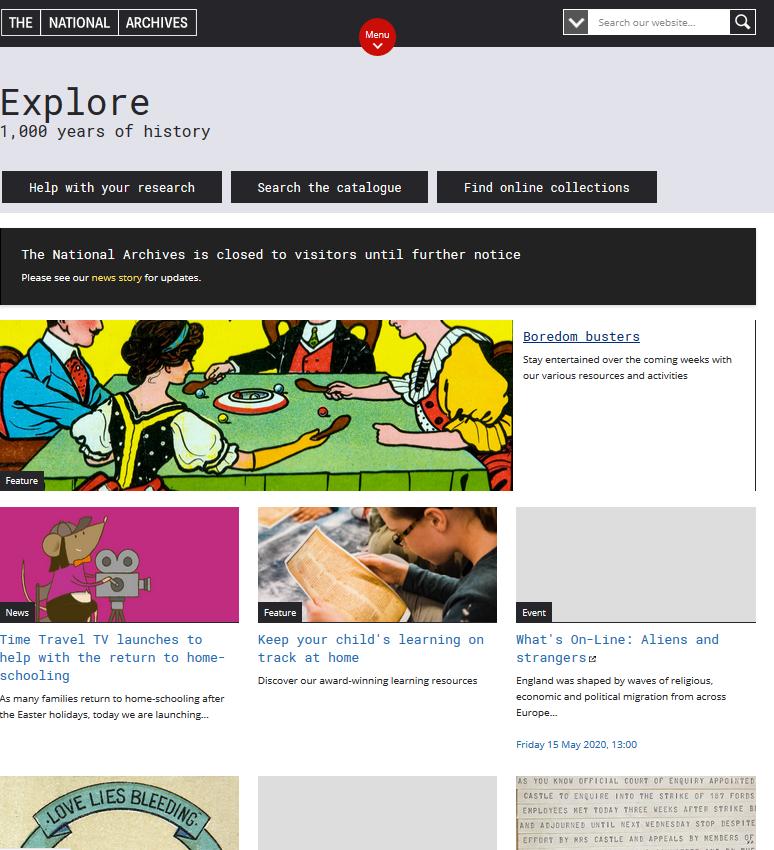 THE NATIONAL ARCHIVES
Menu
Search our website...
Explore
1,000 years of history
Help with your research
Search the catalogue
Find online collections
The National Archives is closed to visitors until further notice
Please see our news story for updates.
Boredom busters
Stay entertained over the coming weeks with
our various resources and activities
Feature
News
Time Travel TV launches to
help with the return to home-
schooling
As many families return to home-schooling after
the Easter holidays, today we are launching...
Feature
Keep your child's learning on
track at home
Discover our award-winning learning resources
Event
What's On-Line: Aliens and
strangers
England was shaped by waves of religious,
economic and political migration from across
Europe...
Friday 15 May 2020, 13:00
·LOVE LIES BLEEDING·
AS YOU KNOW OFFICIAL COURT OF ENQUIRY APPOINTED
CASTLE TO ENQUIRE INTO THE STRIKE OF 187 FORDS
EMPLOYEES MET TODAY THREE WEEKS AFTER STRIKE
AND ADJOURNED UNTIL NEXT WEDNESDAY STOP DESPITE
EFFORT BY MRS CASTLE AND APPEALS BY MEMBERS OF